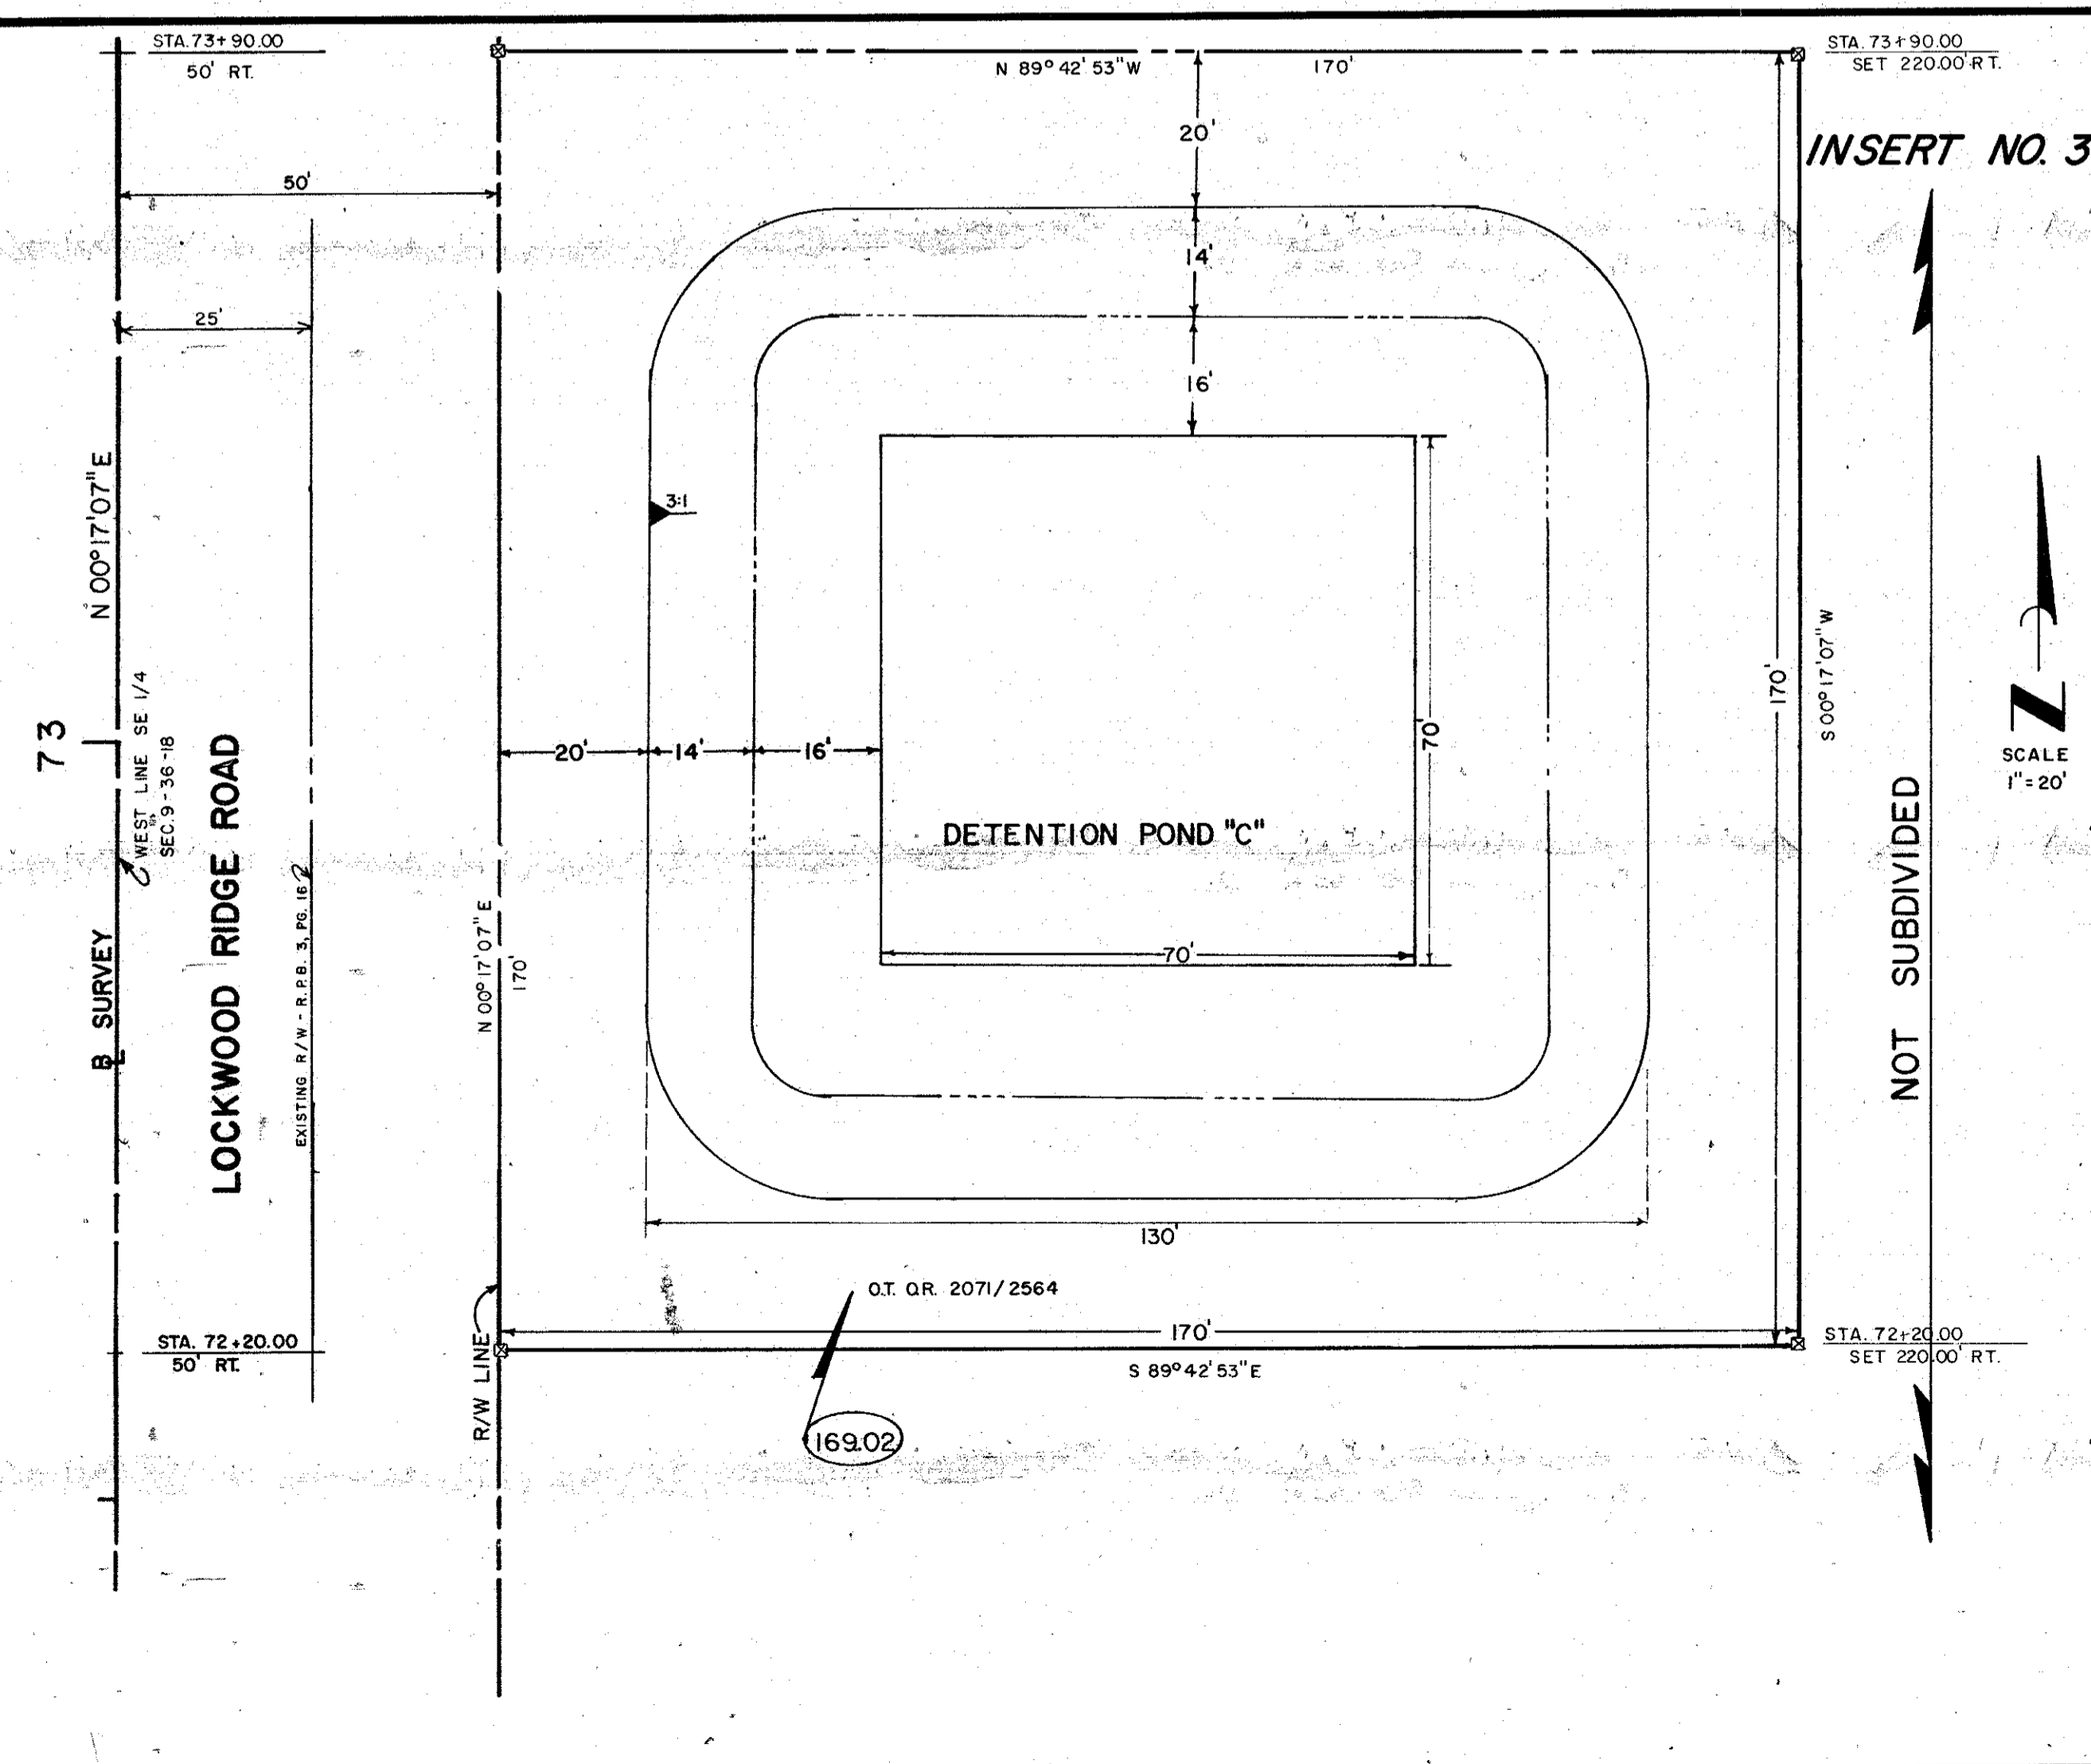 STA. 73+90.00
50' RT.
N 89° 42' 53" W
170'
STA. 73+90.00
SET 220.00' RT.
INSERT NO. 3
20'
50'
14'
25'
16'
N 00° 17' 07" E
3:1
73
WEST LINE SE 1/4
SEC. 9-36-18
LOCKWOOD RIDGE ROAD
20'
14'
16'
70'
170'
S 00° 17' 07" W
Z
SCALE
1" = 20'
DETENTION POND "C"
NOT SUBDIVIDED
EXISTING R/W - R.P.B. 3, PG. 16
N 00° 17' 07" E
170'
B SURVEY
L
70'
130'
O.T. O.R. 2071/2564
STA. 72+20.00
50' RT.
R/W LINE
170'
S 89° 42' 53" E
STA. 72+20.00
SET 220.00' RT.
169.02